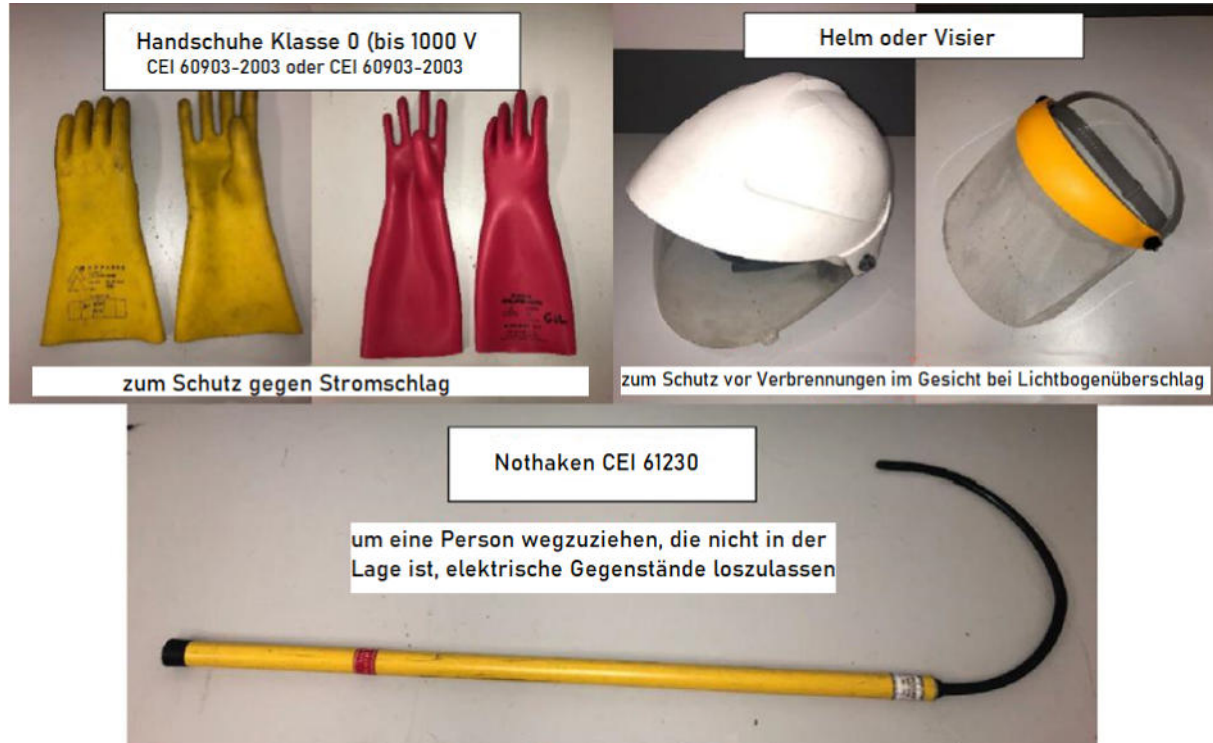 Handschuhe Klasse 0 (bis 1000 V
CEI 60903-2003 oder CEI 60903-2003
Helm oder Visier
zum Schutz gegen Stromschlag
zum Schutz vor Verbrennungen im Gesicht bei Lichtbogenüberschlag
Nothaken CEI 61230
um eine Person wegzuziehen, die nicht in der
Lage ist, elektrische Gegenstände loszulassen